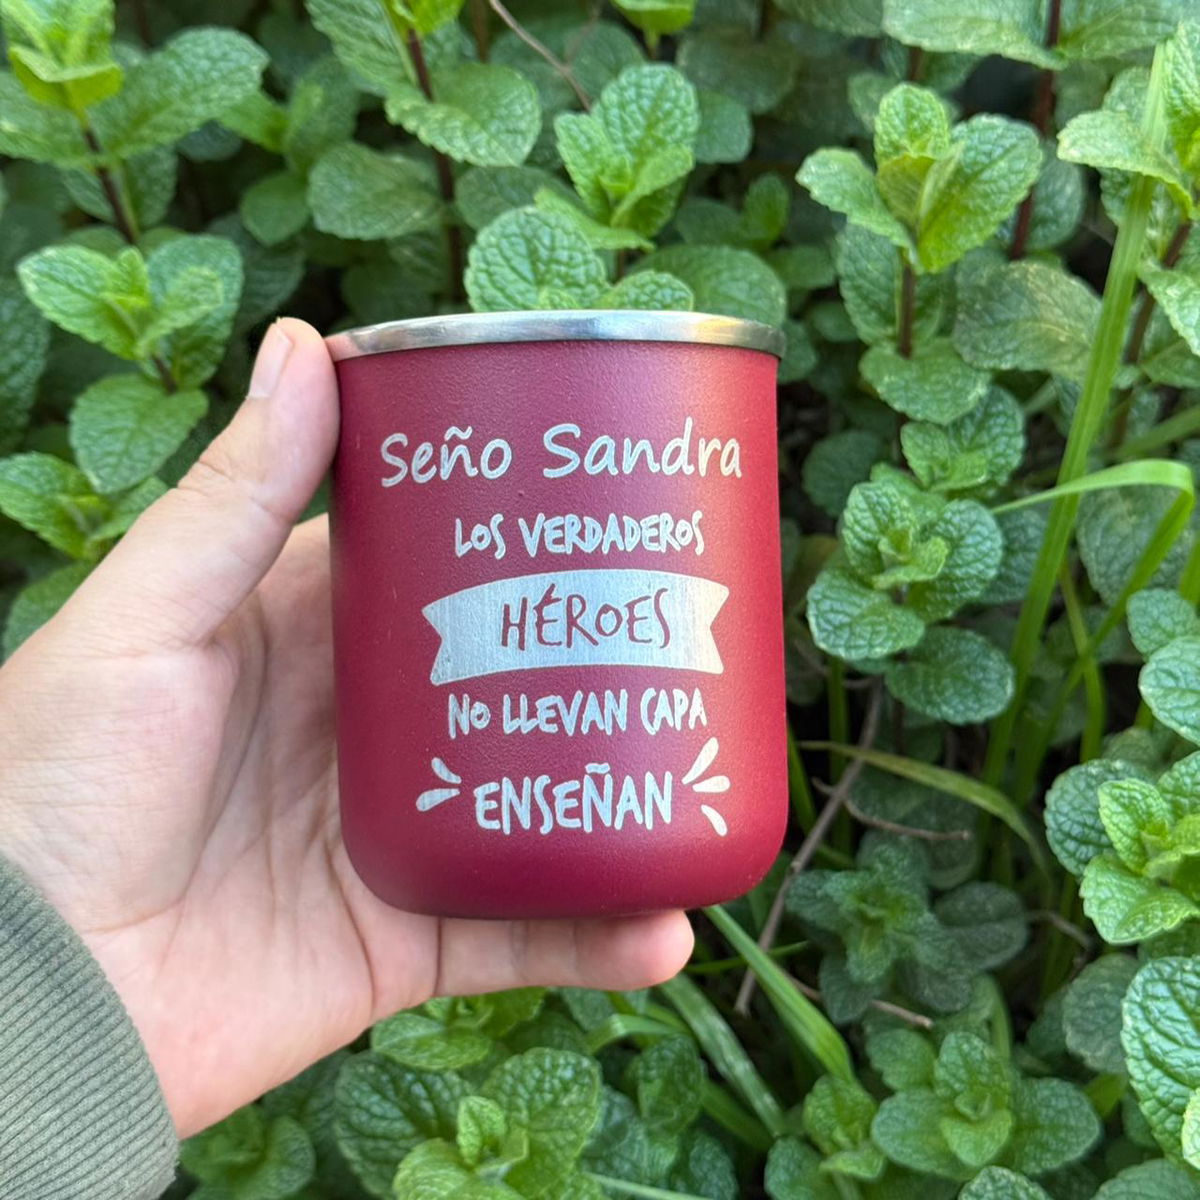 Seño Sandra
LOS VERDADEROS
HÉROES
NO LLEVAN CAPA
ENSEÑAN